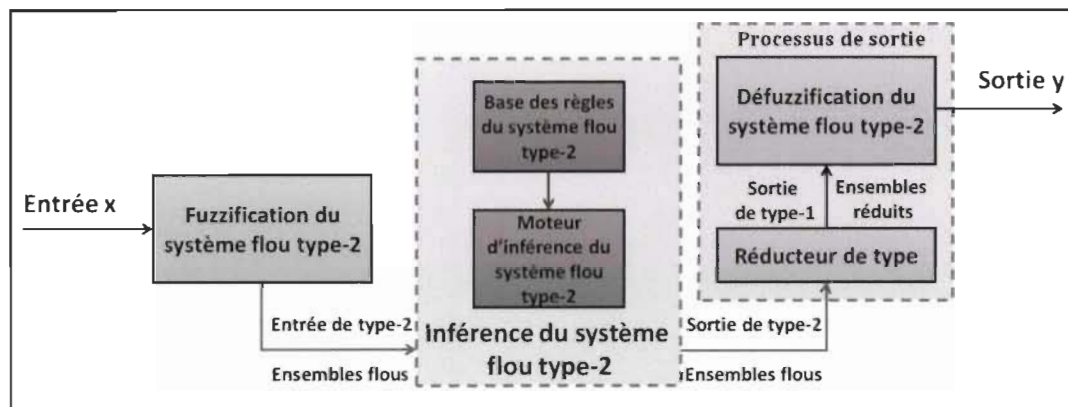 Entrée x
Fuzzification du
système flou type-2
Entrée de type-2
Ensembles flous
Base des règles
du système flou
type-2
Moteur
d'inférence du
système flou
type-2
Inférence du système
flou type-2
Sortie de type-2
Ensembles flous
Processus de sortie
Défuzzification du
système flou type-2
Sortie
de type-1
Ensembles
réduits
Réducteur de type
Sortie y